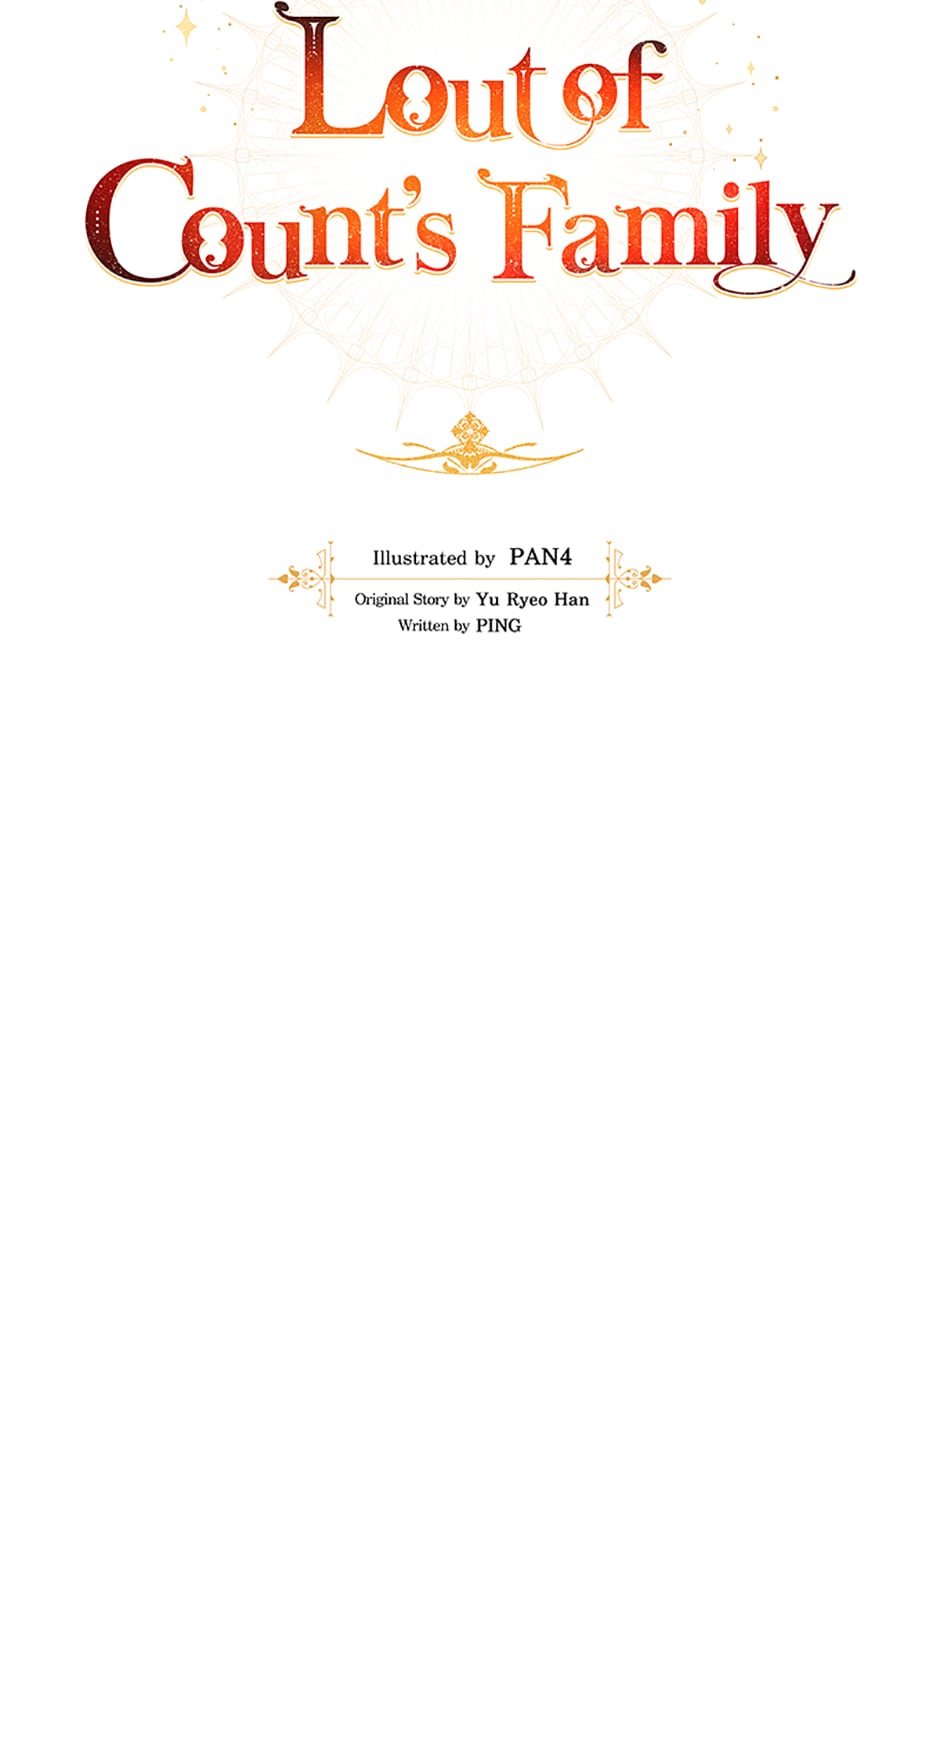 Lout of
Count's Family
Illustrated by PAN4
Original Story by Yu Ryeo Han
Written by PING